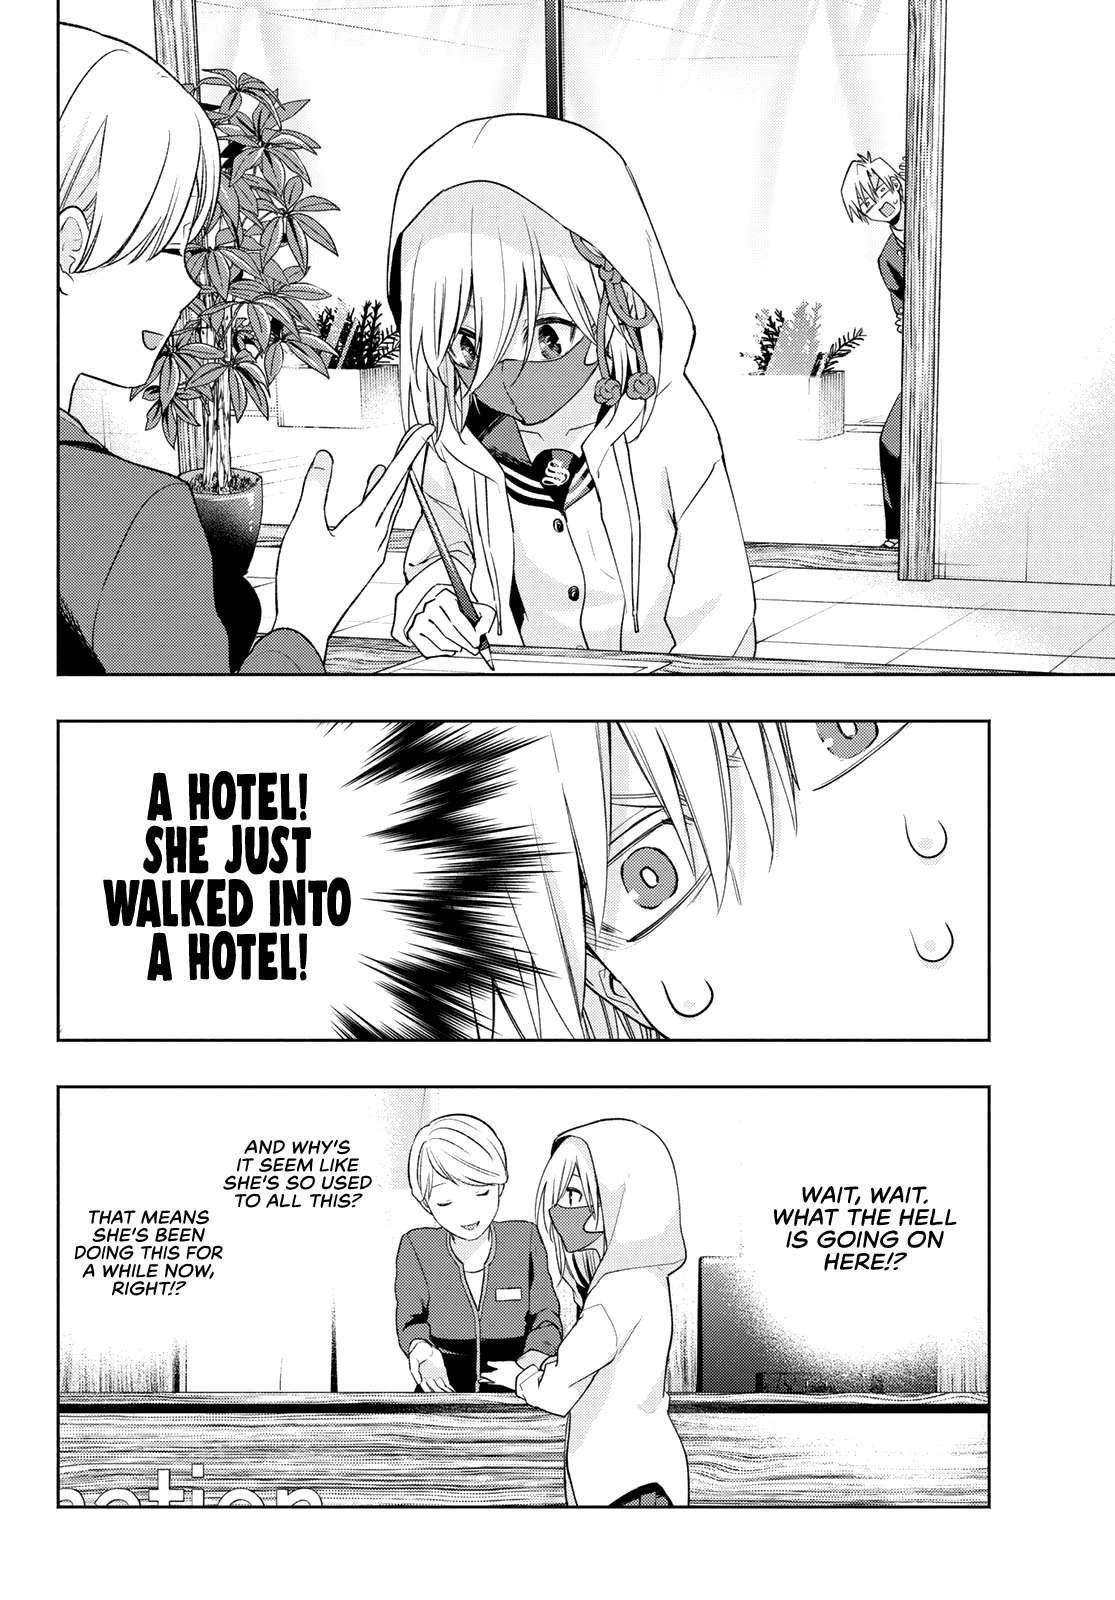 A HOTEL!
SHE JUST
WALKED INTO
A HOTEL!
WAIT, WAIT.
WHAT THE HELL
IS GOING ON
HERE!?
AND WHY'S
IT SEEM LIKE
SHE'S SO USED
TO ALL THIS?
THAT MEANS
SHE'S BEEN
DOING THIS FOR
A WHILE NOW,
RIGHT!?